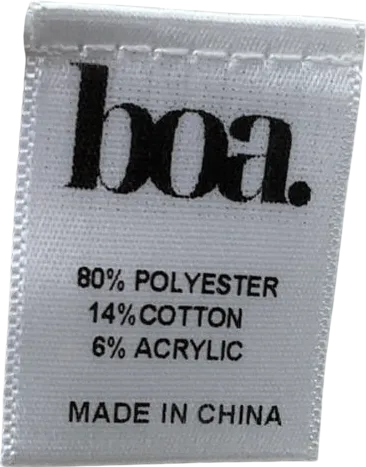 boa.
80% POLYESTER
14% COTTON
6% ACRYLIC
MADE IN CHINA